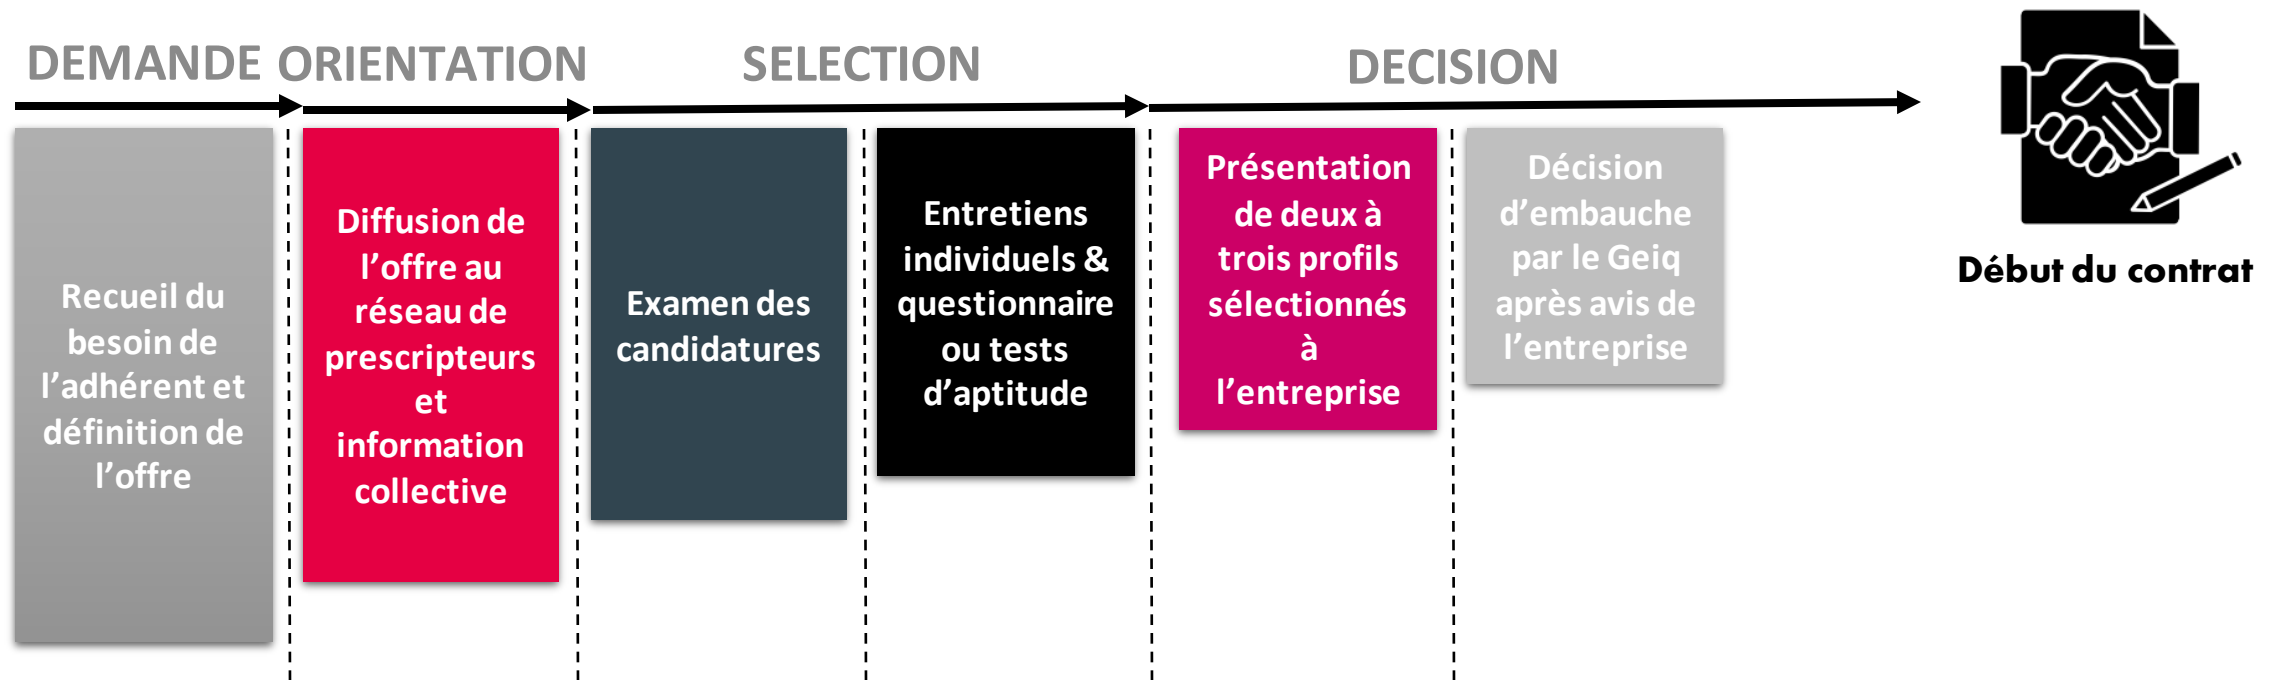 DEMANDE
ORIENTATION
SELECTION
DECISION
Recueil du
besoin de
l’adhérent et
définition de
l’offre
Diffusion de
l’offre au
réseau de
prescripteurs
et
information
collective
Examen des
candidatures
Entretiens
individuels &
questionnaire
ou tests
d’aptitude
Présentation
de deux à
trois profils
sélectionnés
à
l’entreprise
Décision
d’embauche
par le Geiq
après avis de
l’entreprise
Début du contrat